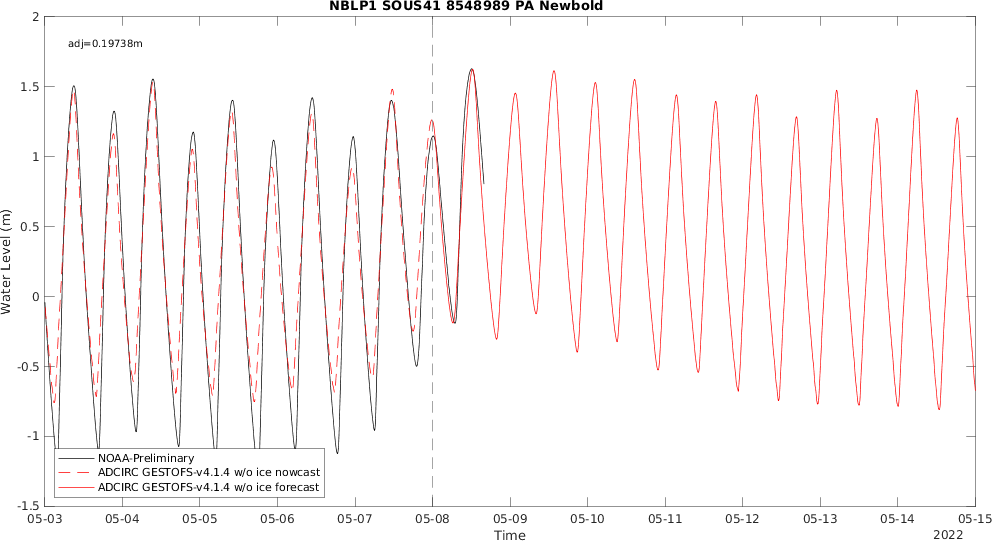 NBLP1 SOUS41 8548989 PA Newbold
adj=0.19738m
2
1.5
1
0.5
0
-0.5
-1
-1.5
Water Level (m)
NOAA-Preliminary
ADCIRC GESTOFS-v4.1.4 w/o ice nowcast
ADCIRC GESTOFS-v4.1.4 w/o ice forecast
05-03 05-04 05-05 05-06 05-07 05-08 05-09 05-10 05-11 05-12 05-13 05-14 05-15
Time
2022